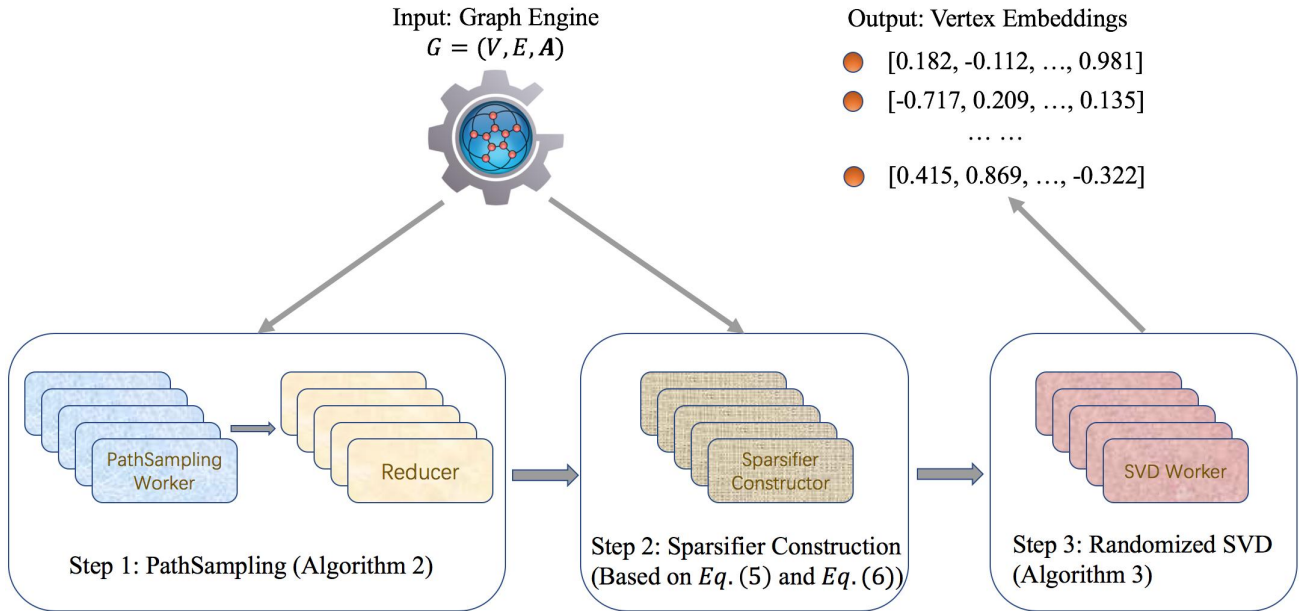 Input: Graph Engine
G = (V, E, A)
Output: Vertex Embeddings
[0.182, -0.112, …, 0.981]
[-0.717, 0.209, …, 0.135]
… …
[0.415, 0.869, …, -0.322]
PathSampling
Worker
Reducer
Step 1: PathSampling (Algorithm 2)
Sparsifier
Constructor
Step 2: Sparsifier Construction
(Based on Eq. (5) and Eq. (6))
SVD Worker
Step 3: Randomized SVD
(Algorithm 3)